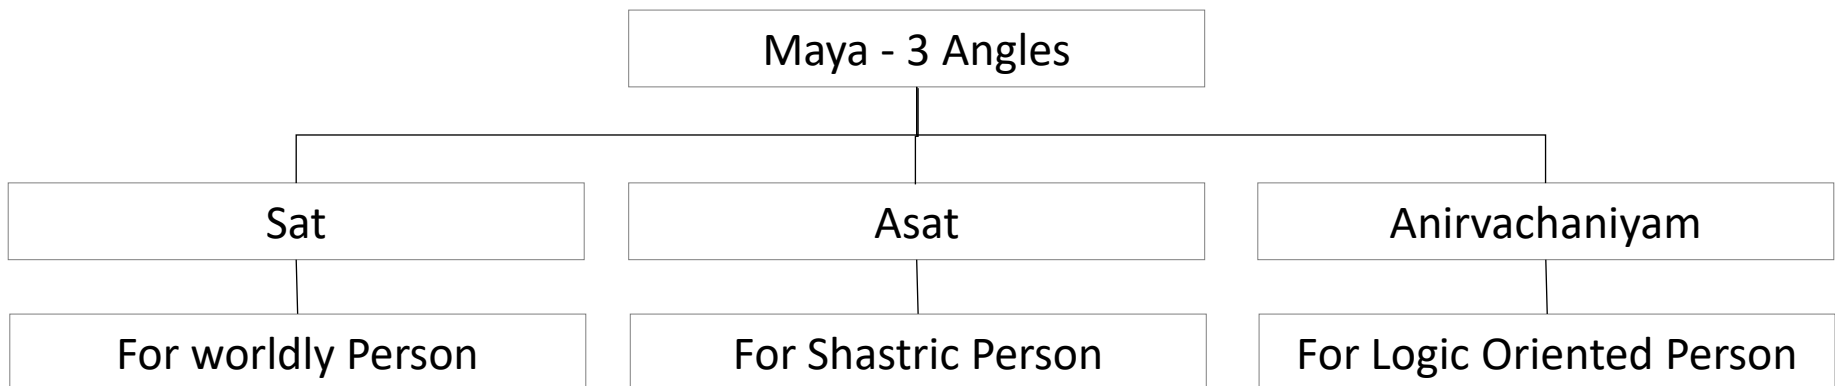 Maya - 3 Angles
Sat
Asat
Anirvachaniyam
For worldly Person
For Shastric Person
For Logic Oriented Person